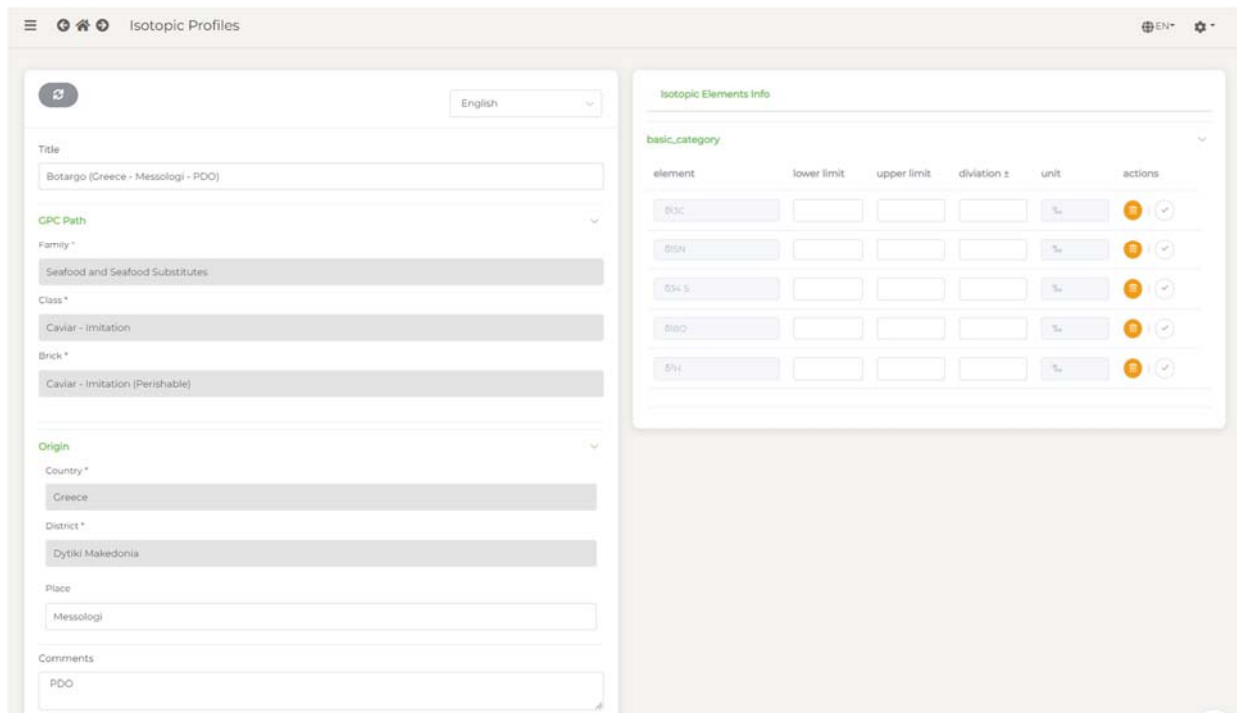 Isotopic Profiles
EN
English
Title
Botargo (Greece - Messologi - PDO)
GPC Path
Family *
Seafood and Seafood Substitutes
Class *
Caviar - Imitation
Brick *
Caviar - Imitation (Perishable)
Origin
Country *
Greece
District *
Dytiki Makedonia
Place
Messologi
Comments
PDO
Isotopic Elements Info
basic_category
element lower limit upper limit diviation ± unit actions
δ13C ‰
δ15N ‰
δ34 S ‰
δ18O ‰
δ²H ‰